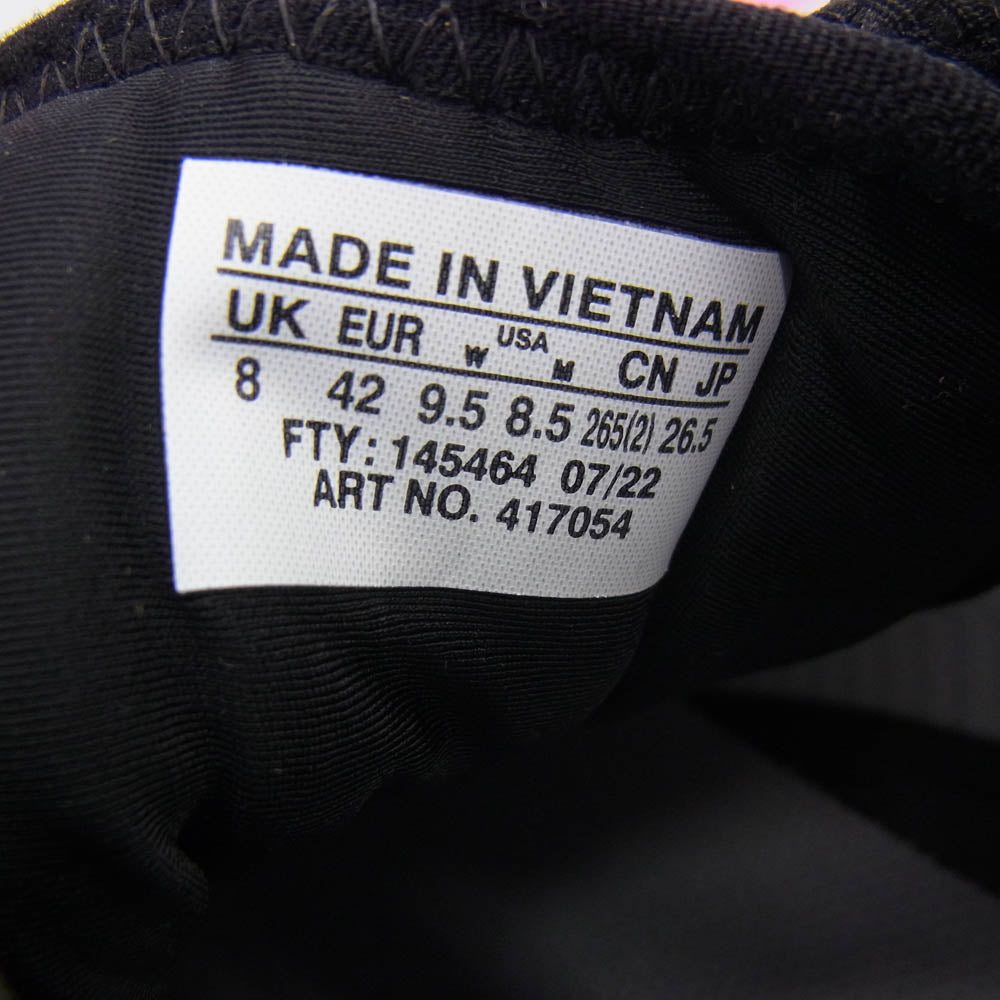 MADE IN VIETNAM
UK EUR W USA M CN JP
8 42 9.5 8.5 265(2) 26.5
FTY: 145464 07/22
ART NO. 417054